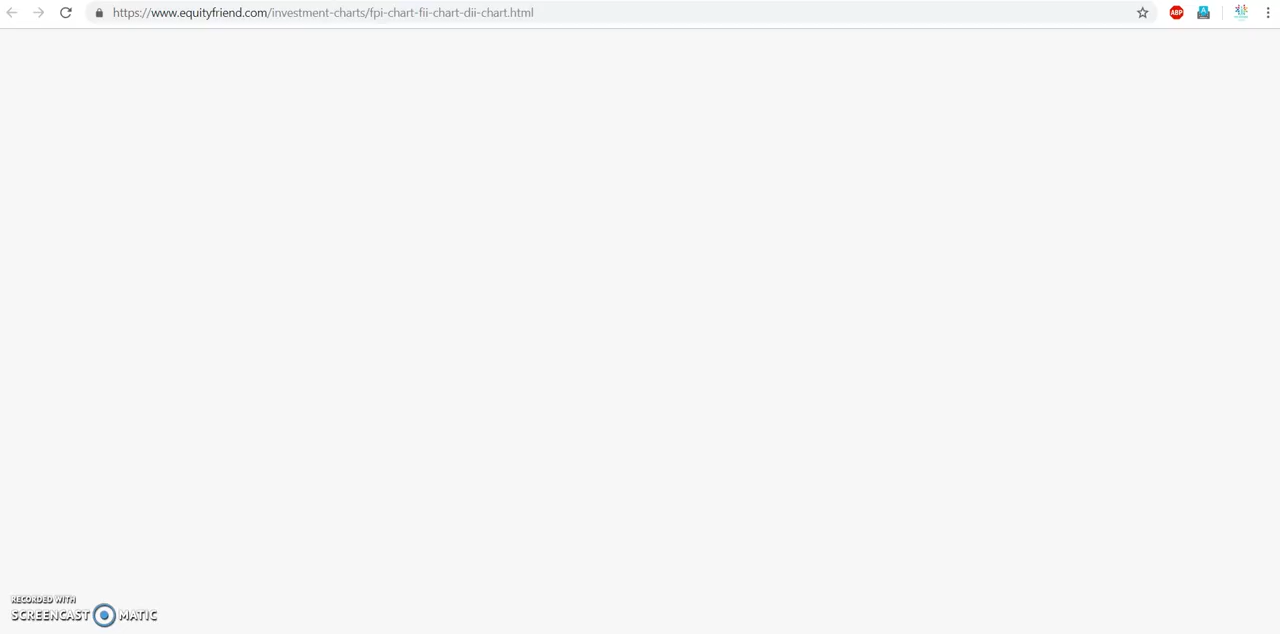 https://www.equityfriend.com/investment-charts/fpi-chart-fii-chart-dii-chart.html
ABP
RECORDED WITH
SCREENCAST MATIC